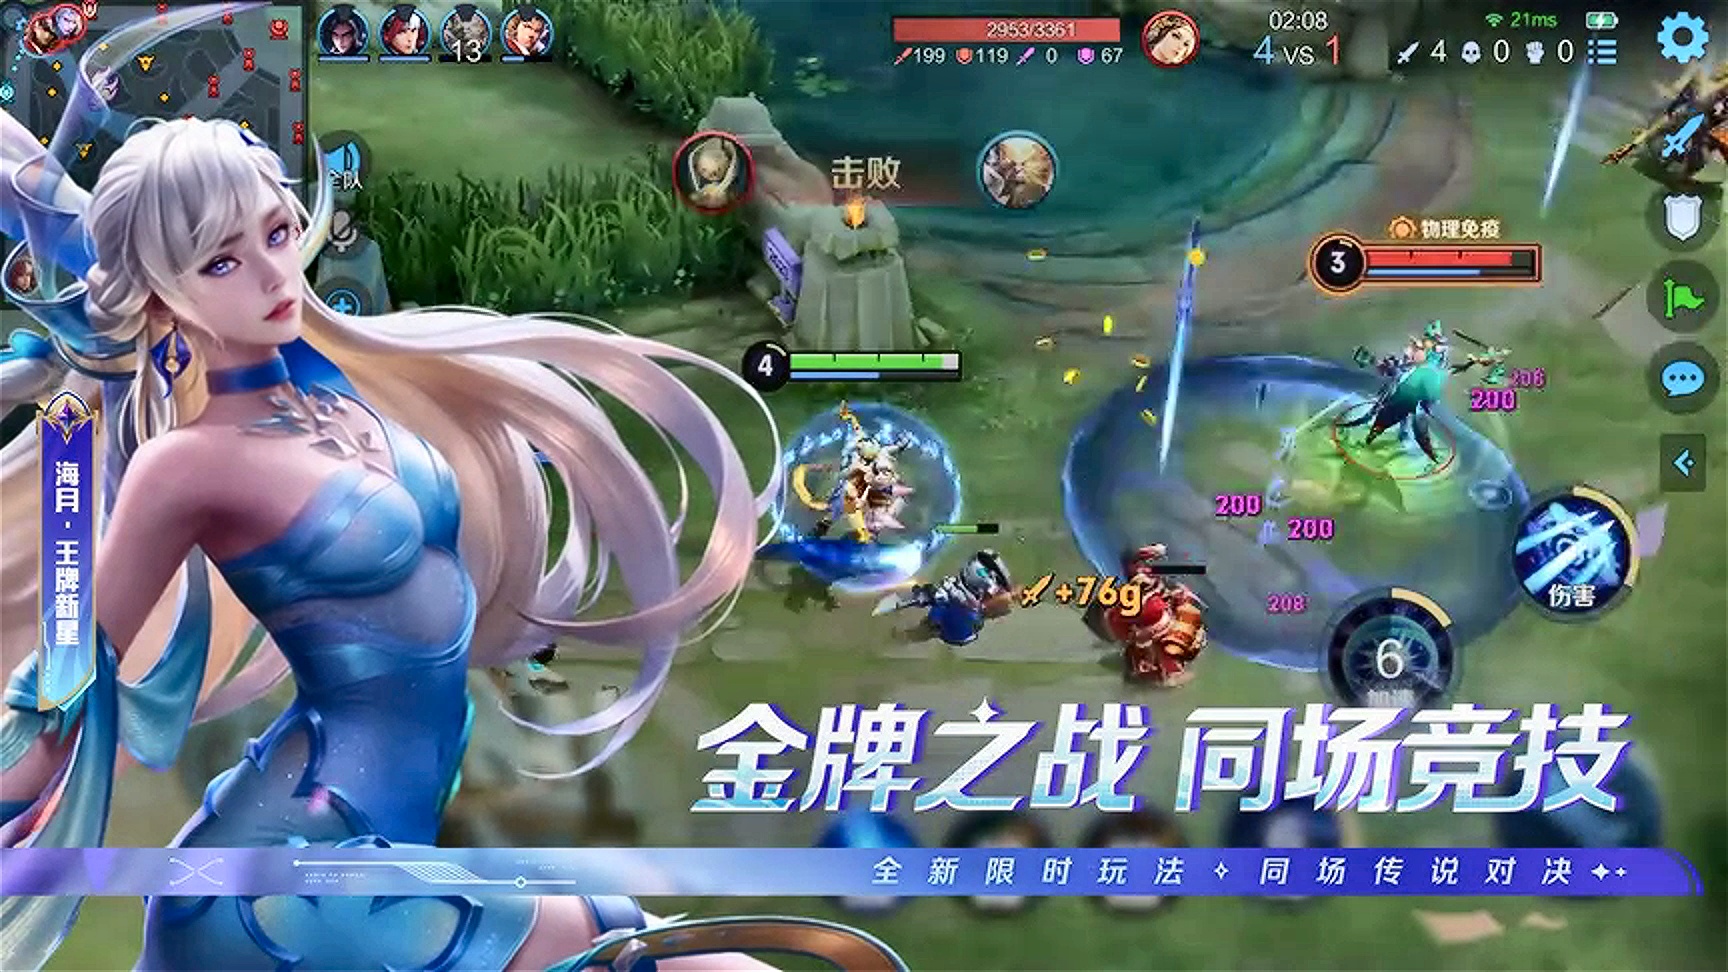 2953/3361
199 119 0 67
02:08
4 VS 1
21ms
4 0 0
13
全队
击败
物理免疫
3
4
206
200
200
200
+76g
208
伤害
6
海月·王牌新星
金牌之战 同场竞技
全新限时玩法 同场传说对决